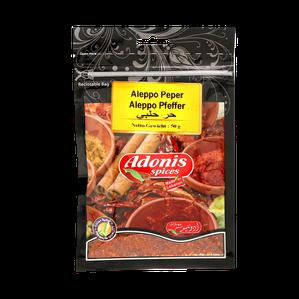 Reclosable Bag
Aleppo Peper
Aleppo Pfeffer
حر حلبي
Netto Gewicht : 50 g
Adonis
spices